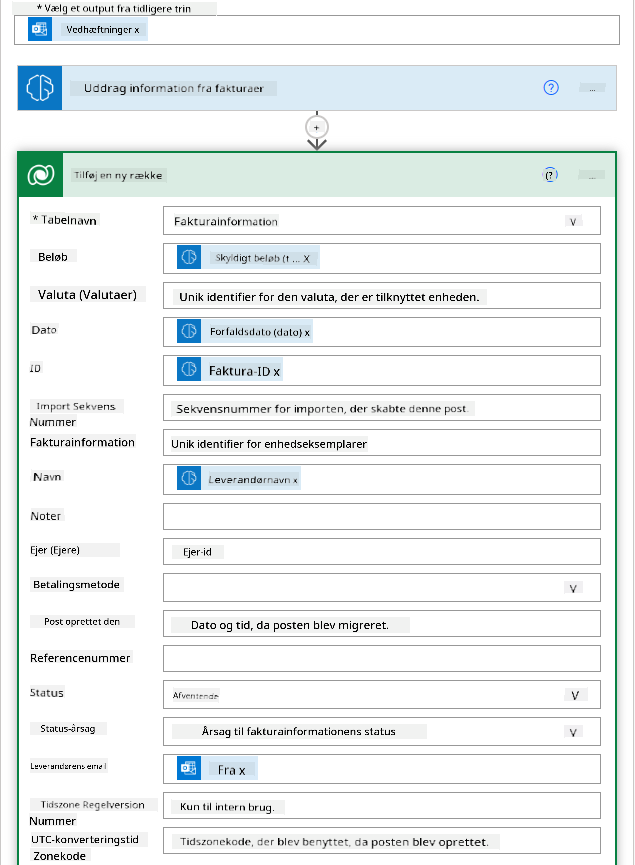 * Vælg et output fra tidligere trin
Vedhæftninger x
Uddrag information fra fakturaer
?
...
+
Tilføj en ny række
(?
...
* Tabelnavn
Fakturainformation
V
Beløb
Skyldigt beløb (t ... X
Valuta (Valutaer)
Unik identifier for den valuta, der er tilknyttet enheden.
Dato
Forfaldsdato (dato) x
ID
Faktura-ID x
Import Sekvens
Nummer
Sekvensnummer for importen, der skabte denne post.
Fakturainformation
Unik identifier for enhedseksemplarer
Navn
Leverandørnavn x
Noter
Ejer (Ejere)
Ejer-id
Betalingsmetode
V
Post oprettet den
Dato og tid, da posten blev migreret.
Referencenummer
Status
Afventende
V
Status-årsag
Årsag til fakturainformationens status
V
Leverandørens email
Fra x
Tidszone Regelversion
Nummer
Kun til intern brug.
UTC-konverteringstid
Zonekode
Tidszonekode, der blev benyttet, da posten blev oprettet.